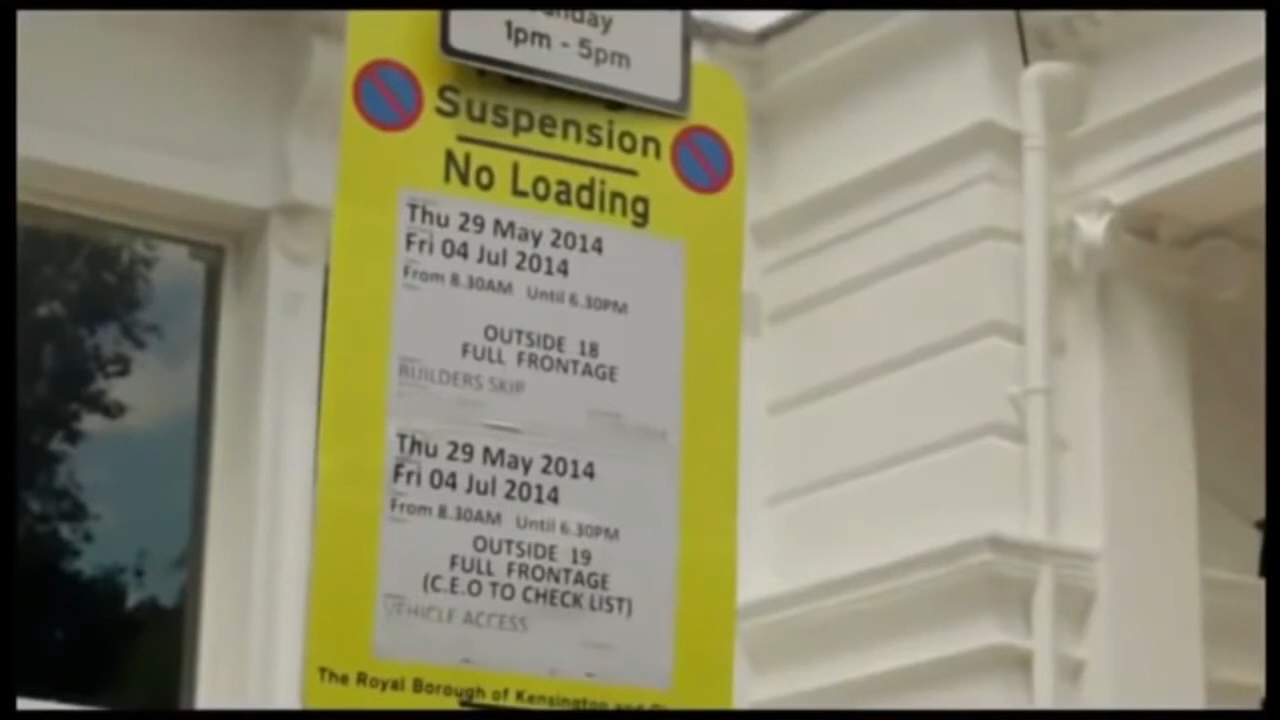 1pm - 5pm
Suspension
No Loading
Thu 29 May 2014
Fri 04 Jul 2014
From 8.30AM Until 6.30PM
OUTSIDE 18
FULL FRONTAGE
BUILDERS SKIP
Thu 29 May 2014
Fri 04 Jul 2014
From 8.30AM Until 6.30PM
OUTSIDE 19
FULL FRONTAGE
(C.E.O TO CHECK LIST)
VEHICLE ACCESS
The Royal Borough of Kensington and